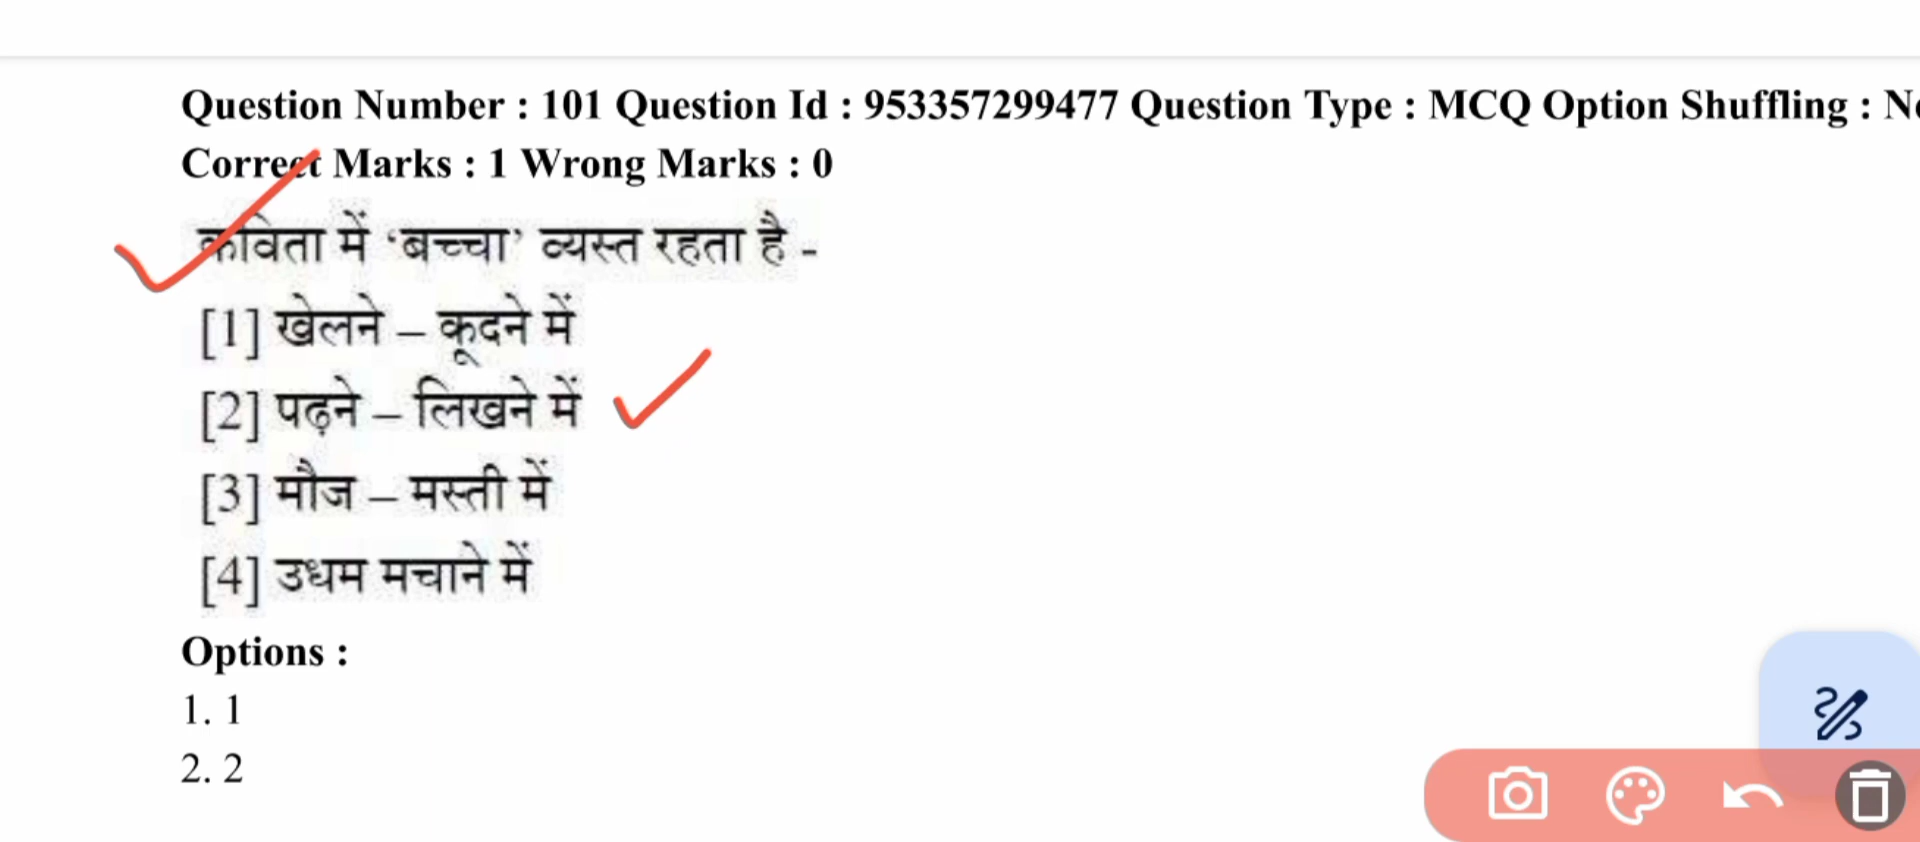 Question Number : 101 Question Id : 953357299477 Question Type : MCQ Option Shuffling :
Correct Marks : 1 Wrong Marks : 0
कविता में ‘बच्चा’ व्यस्त रहता है -
[1] खेलने – कूदने में
[2] पढ़ने – लिखने में
[3] मौज – मस्ती में
[4] उधम मचाने में
Options :
1. 1
2. 2